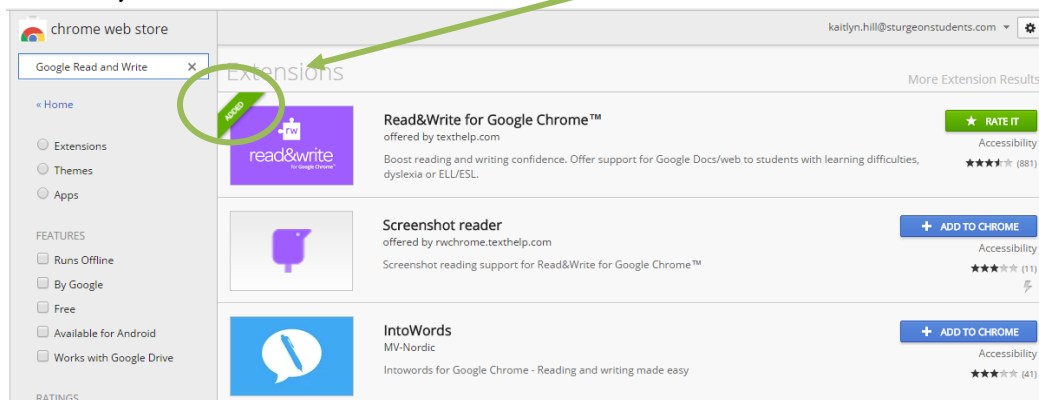 chrome web store
kaitlyn.hill@sturgeonstudents.com
Google Read and Write
Extensions
More Extension Results
« Home
ADDED
rw
read&write
for Google Chrome™
Read&Write for Google Chrome™
offered by texthelp.com
Boost reading and writing confidence. Offer support for Google Docs/web to students with learning difficulties,
dyslexia or ELL/ESL.
RATE IT
Accessibility
(881)
Extensions
Themes
Apps
Screenshot reader
offered by rwchrome.texthelp.com
Screenshot reading support for Read&Write for Google Chrome™
+ ADD TO CHROME
Accessibility
(11)
FEATURES
Runs Offline
By Google
Free
Available for Android
Works with Google Drive
IntoWords
MV-Nordic
Intowords for Google Chrome - Reading and writing made easy
+ ADD TO CHROME
Accessibility
(41)
RATINGS